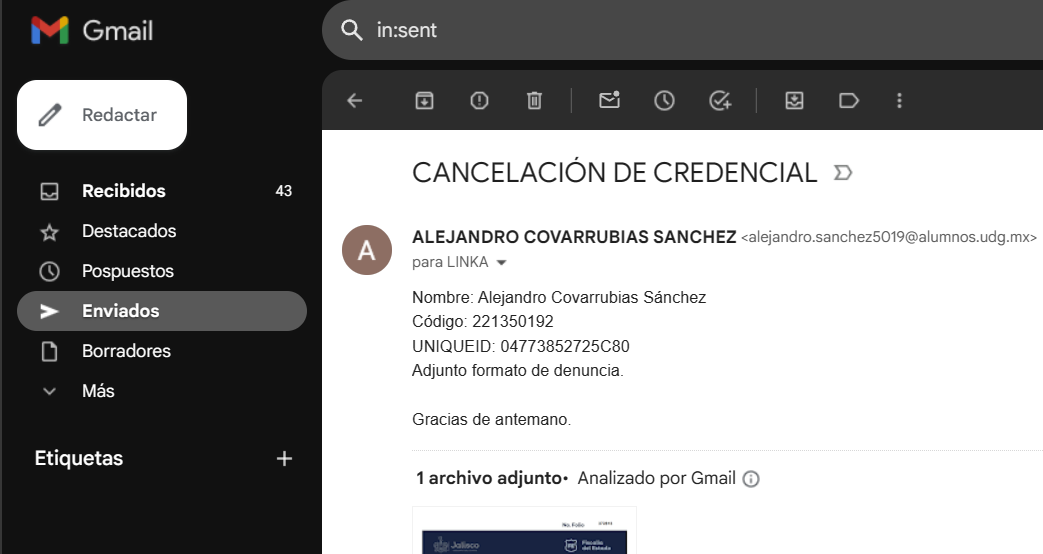 Gmail
in:sent
Redactar
Recibidos 43
Destacados
Pospuestos
Enviados
Borradores
Más
Etiquetas
CANCELACIÓN DE CREDENCIAL
A
ALEJANDRO COVARRUBIAS SANCHEZ <alejandro.sanchez5019@alumnos.udg.mx>
para LINKA
Nombre: Alejandro Covarrubias Sánchez
Código: 221350192
UNIQUEID: 04773852725C80
Adjunto formato de denuncia.
Gracias de antemano.
1 archivo adjunto• Analizado por Gmail
No. Folio
Jalisco
Fiscalía
del Estado